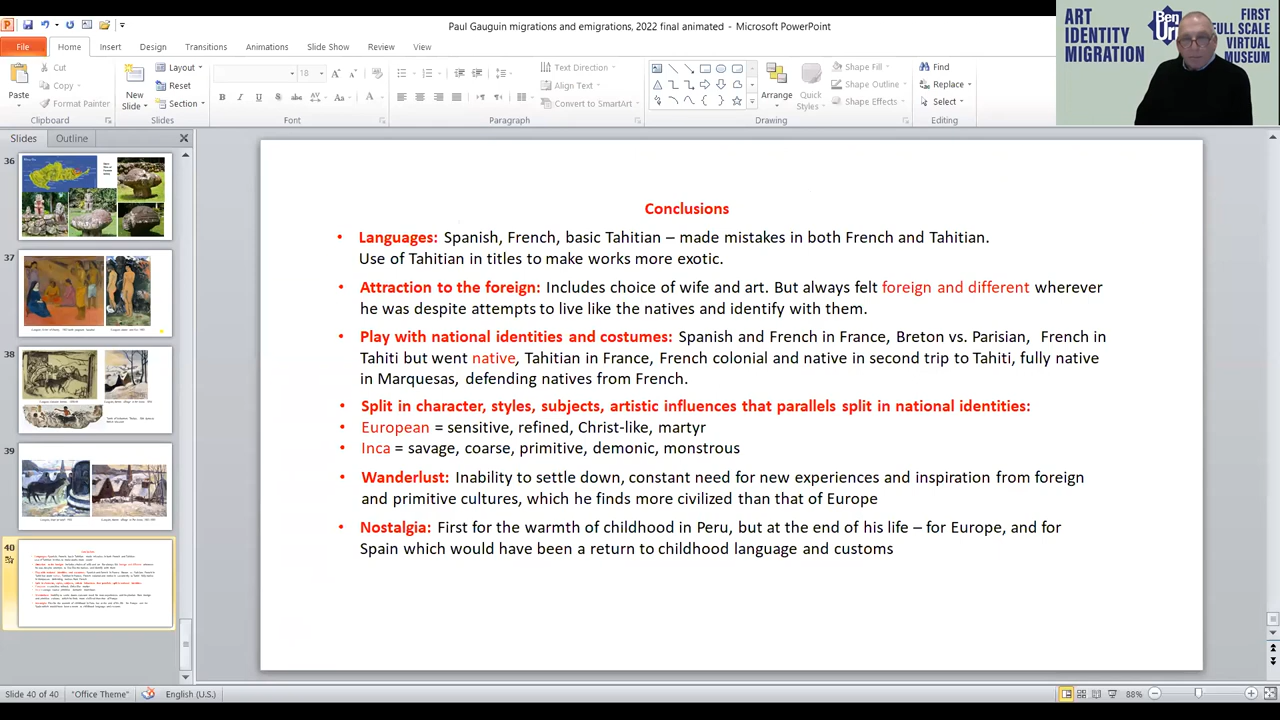 Paul Gauguin migrations and emigrations, 2022 final animated - Microsoft PowerPoint
File Home Insert Design Transitions Animations Slide Show Review View
Paste
Cut
Copy
Format Painter
Clipboard
New Slide
Layout
Reset
Section
Slides
18
Font
Paragraph
Text Direction
Align Text
Convert to SmartArt
Arrange
Quick Styles
Shape Fill
Shape Outline
Shape Effects
Drawing
Find
Replace
Select
Editing
ART
IDENTITY
MIGRATION
Ben
Uri
FIRST
FULL SCALE
VIRTUAL
MUSEUM
Slides Outline
36
37
38
39
40
Conclusions
• Languages: Spanish, French, basic Tahitian – made mistakes in both French and Tahitian.
Use of Tahitian in titles to make works more exotic.
• Attraction to the foreign: Includes choice of wife and art. But always felt foreign and different wherever
he was despite attempts to live like the natives and identify with them.
• Play with national identities and costumes: Spanish and French in France, Breton vs. Parisian, French in
Tahiti but went native, Tahitian in France, French colonial and native in second trip to Tahiti, fully native
in Marquesas, defending natives from French.
• Split in character, styles, subjects, artistic influences that parallels split in national identities:
• European = sensitive, refined, Christ-like, martyr
• Inca = savage, coarse, primitive, demonic, monstrous
• Wanderlust: Inability to settle down, constant need for new experiences and inspiration from foreign
and primitive cultures, which he finds more civilized than that of Europe
• Nostalgia: First for the warmth of childhood in Peru, but at the end of his life – for Europe, and for
Spain which would have been a return to childhood language and customs
Slide 40 of 40 "Office Theme" English (U.S.) 88%